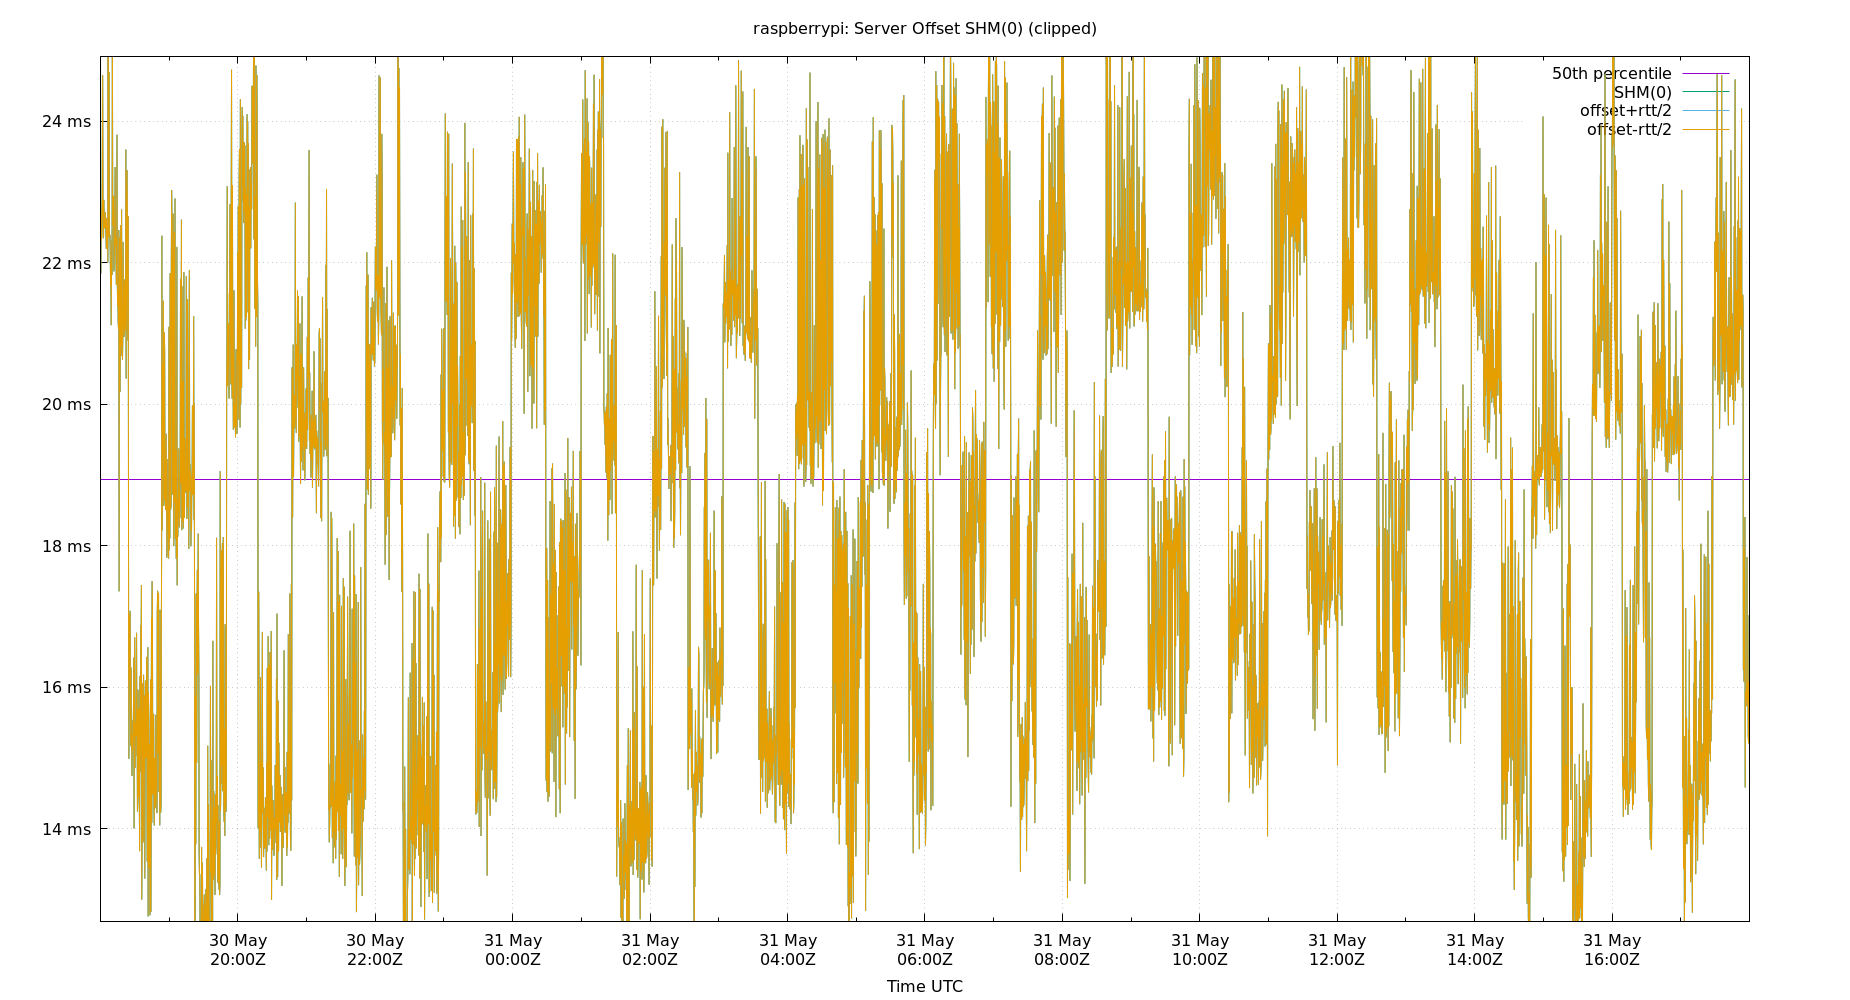 raspberrypi: Server Offset SHM(0) (clipped)
50th percentile
SHM(0)
offset+rtt/2
offset-rtt/2
24 ms
22 ms
20 ms
18 ms
16 ms
14 ms
30 May 30 May 31 May 31 May 31 May 31 May 31 May 31 May 31 May 31 May 31 May
20:00Z 22:00Z 00:00Z 02:00Z 04:00Z 06:00Z 08:00Z 10:00Z 12:00Z 14:00Z 16:00Z
Time UTC